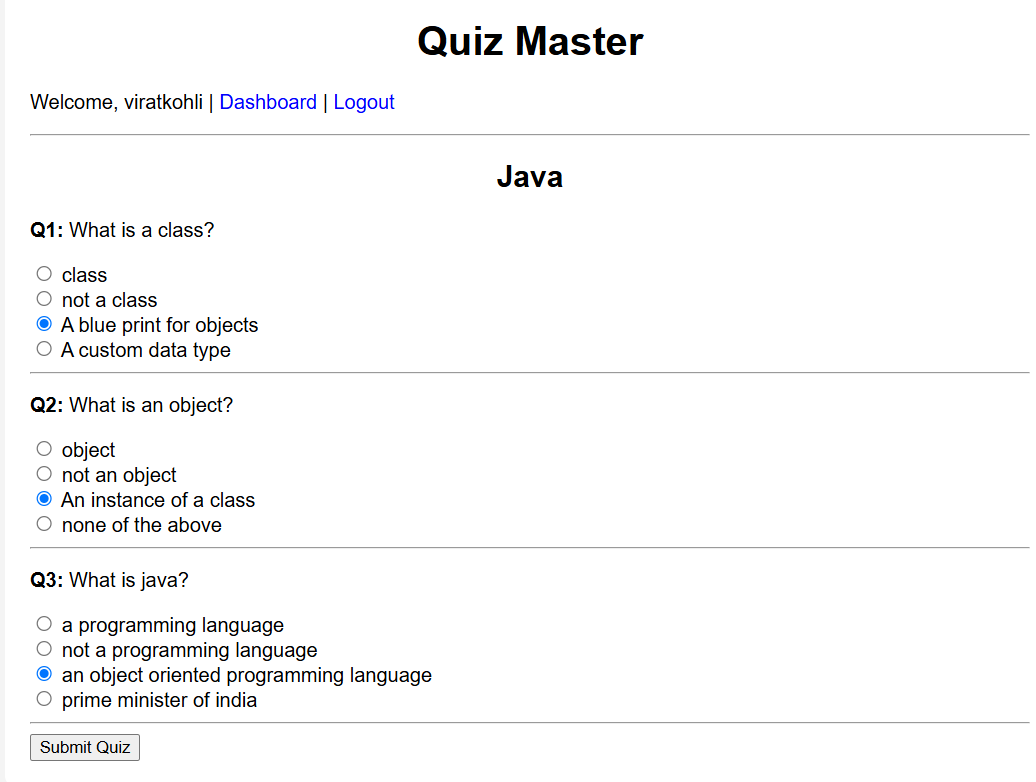 Quiz Master
Welcome, viratkohli | Dashboard | Logout
Java
Q1: What is a class?
class
not a class
A blue print for objects
A custom data type
Q2: What is an object?
object
not an object
An instance of a class
none of the above
Q3: What is java?
a programming language
not a programming language
an object oriented programming language
prime minister of india
Submit Quiz